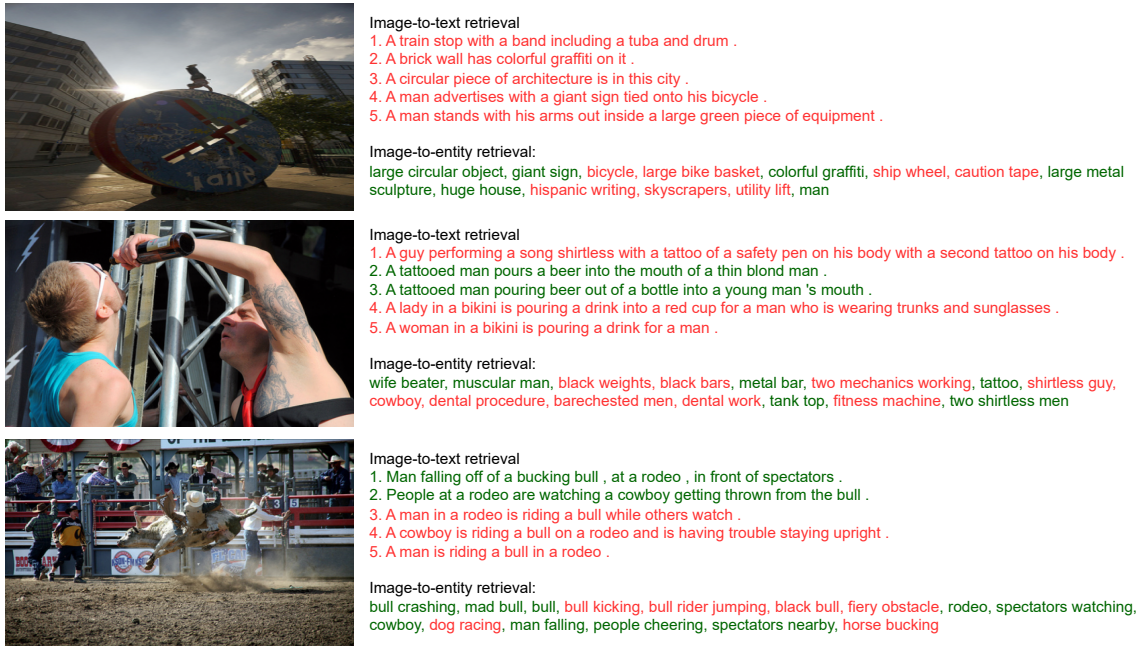 Image-to-text retrieval
1. A train stop with a band including a tuba and drum .
2. A brick wall has colorful graffiti on it .
3. A circular piece of architecture is in this city .
4. A man advertises with a giant sign tied onto his bicycle .
5. A man stands with his arms out inside a large green piece of equipment .
Image-to-entity retrieval:
large circular object, giant sign, bicycle, large bike basket, colorful graffiti, ship wheel, caution tape, large metal
sculpture, huge house, hispanic writing, skyscrapers, utility lift, man
Image-to-text retrieval
1. A guy performing a song shirtless with a tattoo of a safety pen on his body with a second tattoo on his body .
2. A tattooed man pours a beer into the mouth of a thin blond man .
3. A tattooed man pouring beer out of a bottle into a young man 's mouth .
4. A lady in a bikini is pouring a drink into a red cup for a man who is wearing trunks and sunglasses .
5. A woman in a bikini is pouring a drink for a man .
Image-to-entity retrieval:
wife beater, muscular man, black weights, black bars, metal bar, two mechanics working, tattoo, shirtless guy,
cowboy, dental procedure, barechested men, dental work, tank top, fitness machine, two shirtless men
OF THE
Image-to-text retrieval
1. Man falling off of a bucking bull , at a rodeo , in front of spectators .
2. People at a rodeo are watching a cowboy getting thrown from the bull .
3. A man in a rodeo is riding a bull while others watch .
4. A cowboy is riding a bull on a rodeo and is having trouble staying upright .
5. A man is riding a bull in a rodeo .
Image-to-entity retrieval:
bull crashing, mad bull, bull, bull kicking, bull rider jumping, black bull, fiery obstacle, rodeo, spectators watching,
cowboy, dog racing, man falling, people cheering, spectators nearby, horse bucking